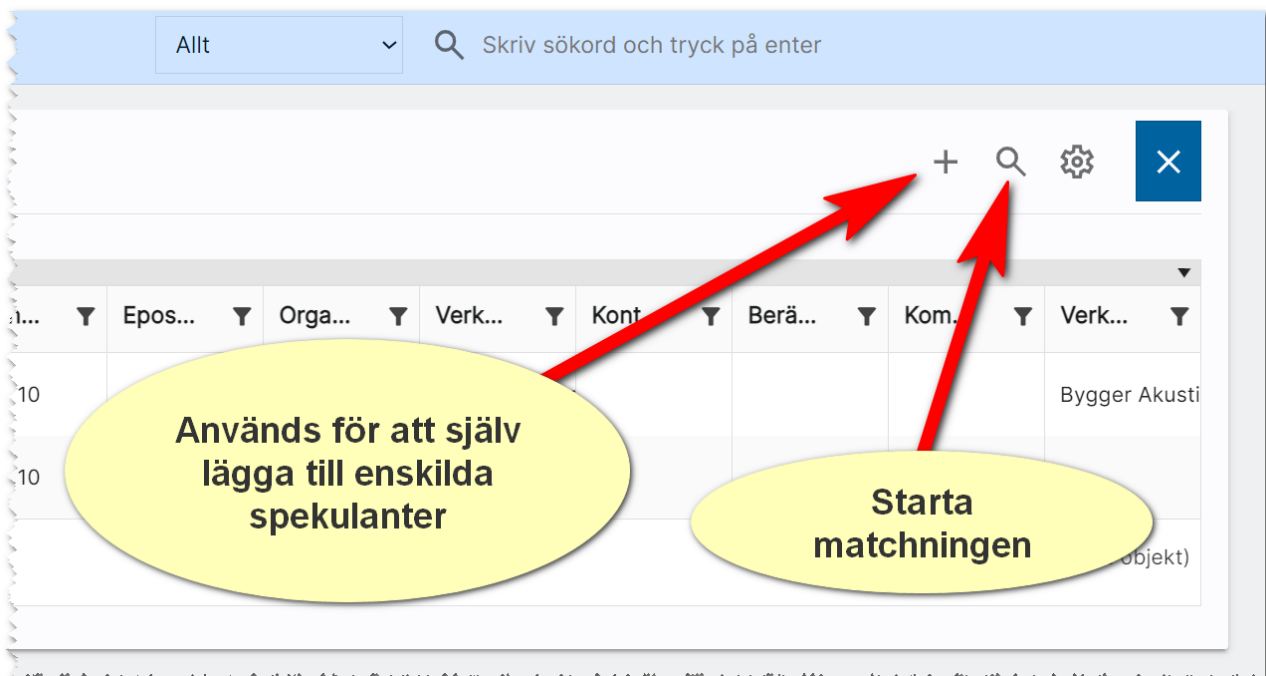 Allt Skriv sökord och tryck på enter
Epos... Orga... Verk... Kont... Berä... Kom... Verk...
10 Bygger Akusti
10
objekt)
Används för att själv
lägga till enskilda
spekulanter
Starta
matchningen